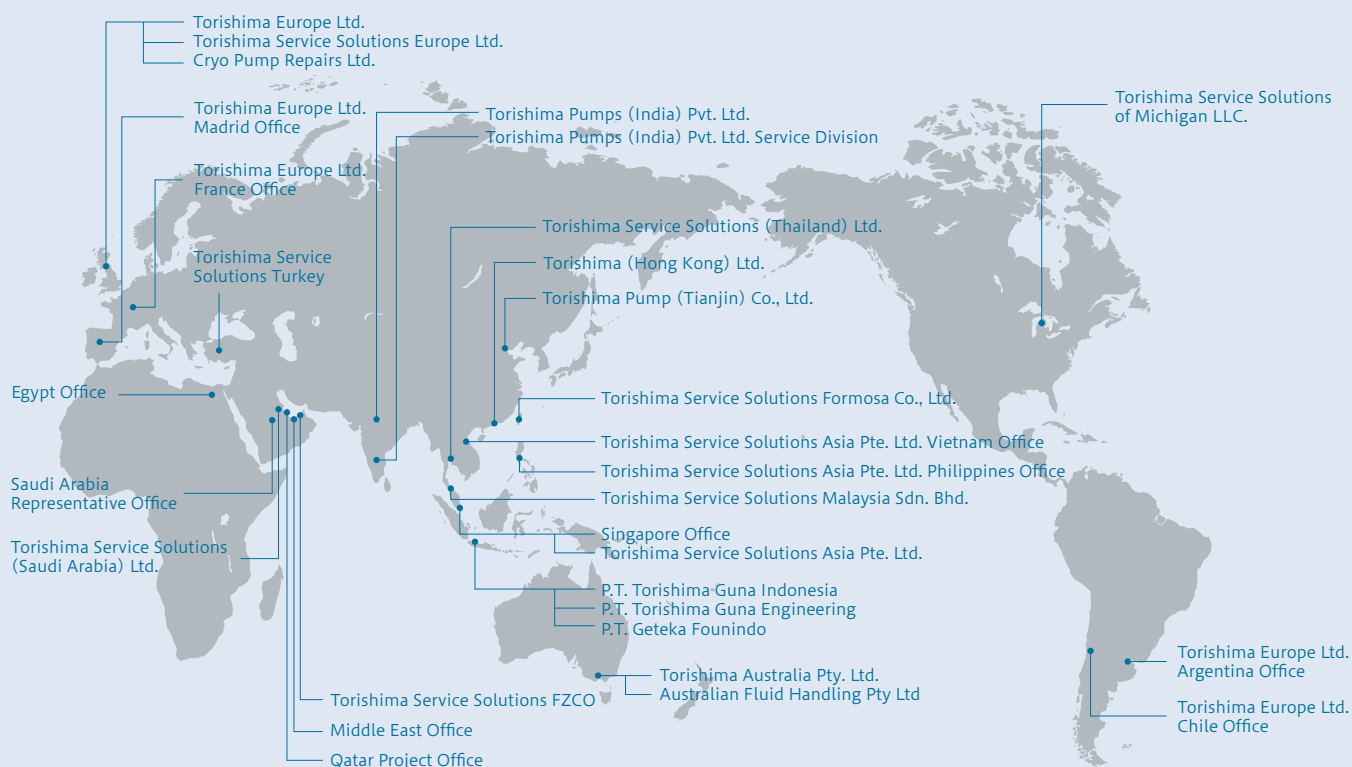 Torishima Europe Ltd.
Torishima Service Solutions Europe Ltd.
Cryo Pump Repairs Ltd.
Torishima Europe Ltd.
Madrid Office
Torishima Europe Ltd.
France Office
Torishima Service
Solutions Turkey
Torishima Pumps (India) Pvt. Ltd.
Torishima Pumps (India) Pvt. Ltd. Service Division
Torishima Service Solutions
of Michigan LLC.
Torishima Service Solutions (Thailand) Ltd.
Torishima (Hong Kong) Ltd.
Torishima Pump (Tianjin) Co., Ltd.
Egypt Office
Saudi Arabia
Representative Office
Torishima Service Solutions
(Saudi Arabia) Ltd.
Torishima Service Solutions Formosa Co., Ltd.
Torishima Service Solutions Asia Pte. Ltd. Vietnam Office
Torishima Service Solutions Asia Pte. Ltd. Philippines Office
Torishima Service Solutions Malaysia Sdn. Bhd.
Singapore Office
Torishima Service Solutions Asia Pte. Ltd.
P.T. Torishima Guna Indonesia
P.T. Torishima Guna Engineering
P.T. Geteka Founindo
Torishima Australia Pty. Ltd.
Australian Fluid Handling Pty Ltd
Torishima Service Solutions FZCO
Middle East Office
Qatar Project Office
Torishima Europe Ltd.
Argentina Office
Torishima Europe Ltd.
Chile Office